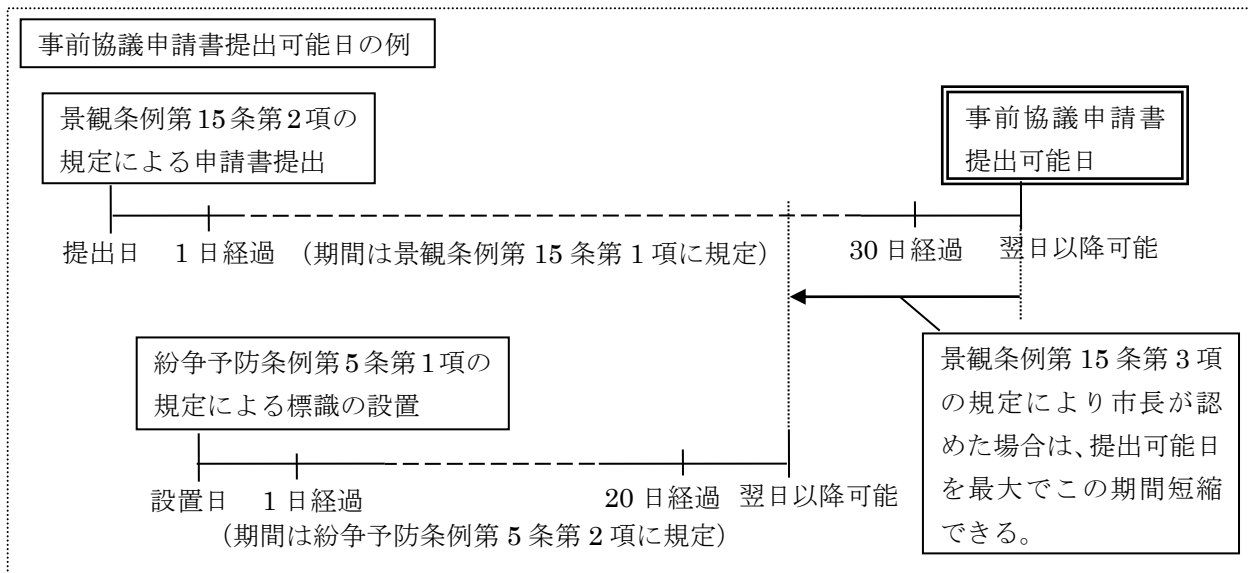 事前協議申請書提出可能日の例
景観条例第15条第2項の
規定による申請書提出
事前協議申請書
提出可能日
提出日 1日経過 (期間は景観条例第15条第1項に規定) 30日経過 翌日以降可能
紛争予防条例第5条第1項の
規定による標識の設置
設置日 1日経過 20日経過 翌日以降可能
(期間は紛争予防条例第5条第2項に規定)
景観条例第15条第3項
の規定により市長が認
めた場合は、提出可能日
を最大でこの期間短縮
できる。